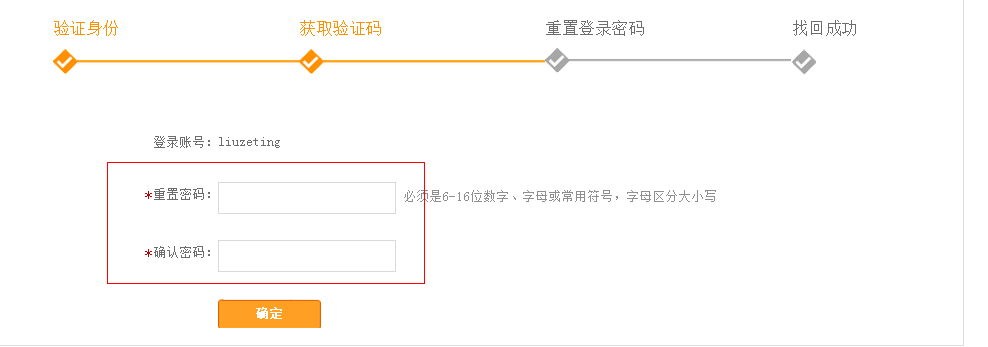 验证身份 获取验证码 重置登录密码 找回成功
登录账号：liuzeting
*重置密码： 必须是6-16位数字、字母或常用符号，字母区分大小写
*确认密码：
确定